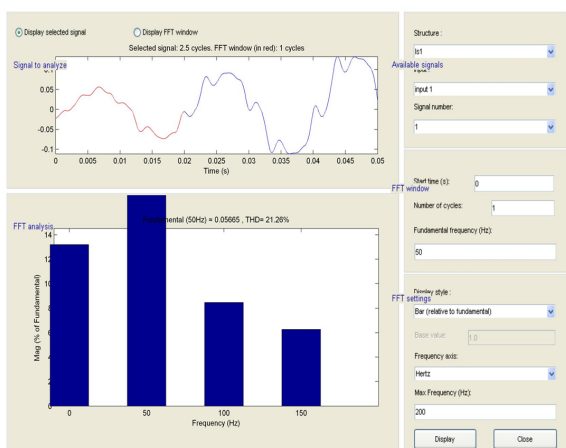 Display selected signal
Display FFT window
Selected signal: 2.5 cycles. FFT window (in red): 1 cycles
Signal to analyze
0.05
0
-0.05
-0.1
0 0.005 0.01 0.015 0.02 0.025 0.03 0.035 0.04 0.045 0.05
Time (s)
FFT analysis
(50Hz) = 0.05665 , THD= 21.26%
14
Mag (% of Fundamental)
0 50 100 150
Frequency (Hz)
Structure :
Is1
Available signals
input 1
Signal number:
1
FFT window
Start time (s): 0
Number of cycles: 1
Fundamental frequency (Hz):
50
Display style :
FFT settings
Bar (relative to fundamental)
Base value: 1.0
Frequency axis:
Hertz
Max Frequency (Hz):
200
Display
Close